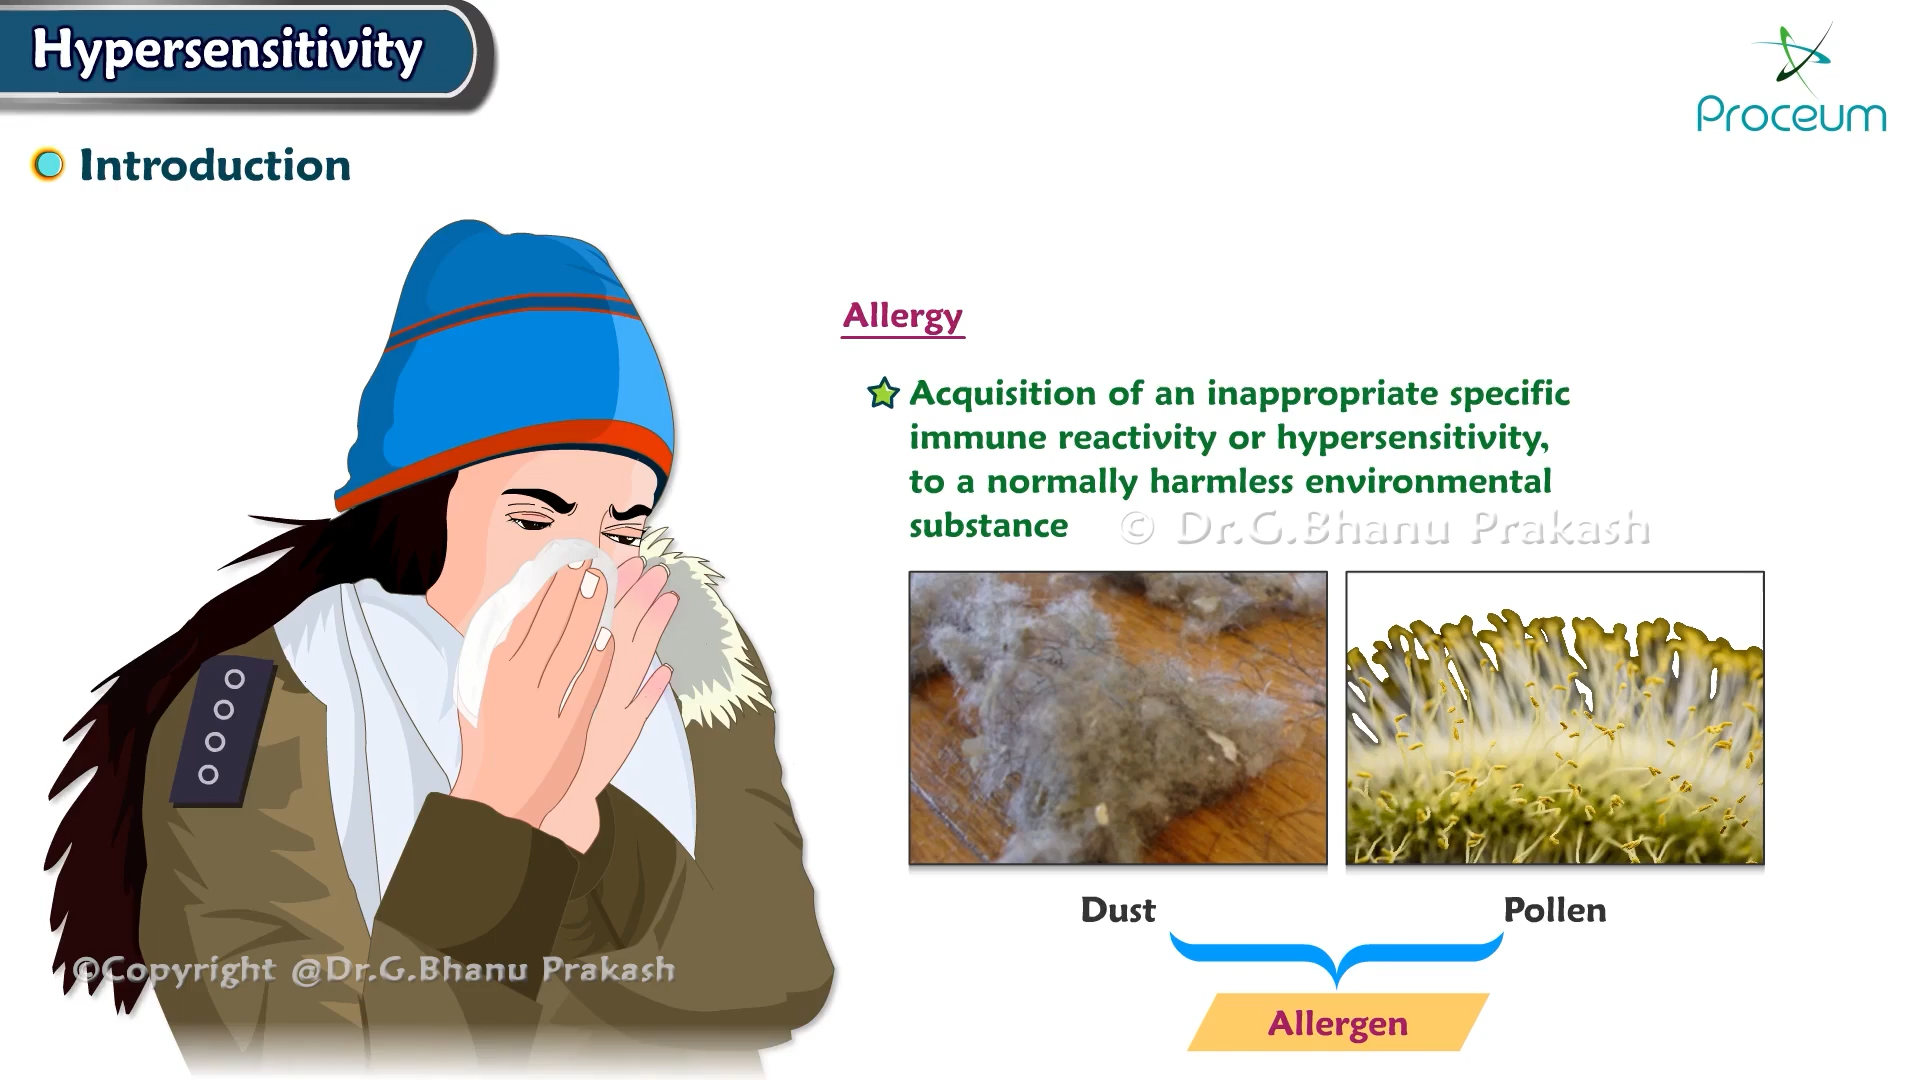 Hypersensitivity
Proceum
Introduction
Allergy
Acquisition of an inappropriate specific
immune reactivity or hypersensitivity,
to a normally harmless environmental
substance
© Dr.G.Bhanu Prakash
Dust
Pollen
©Copyright @Dr.G.Bhanu Prakash
Allergen